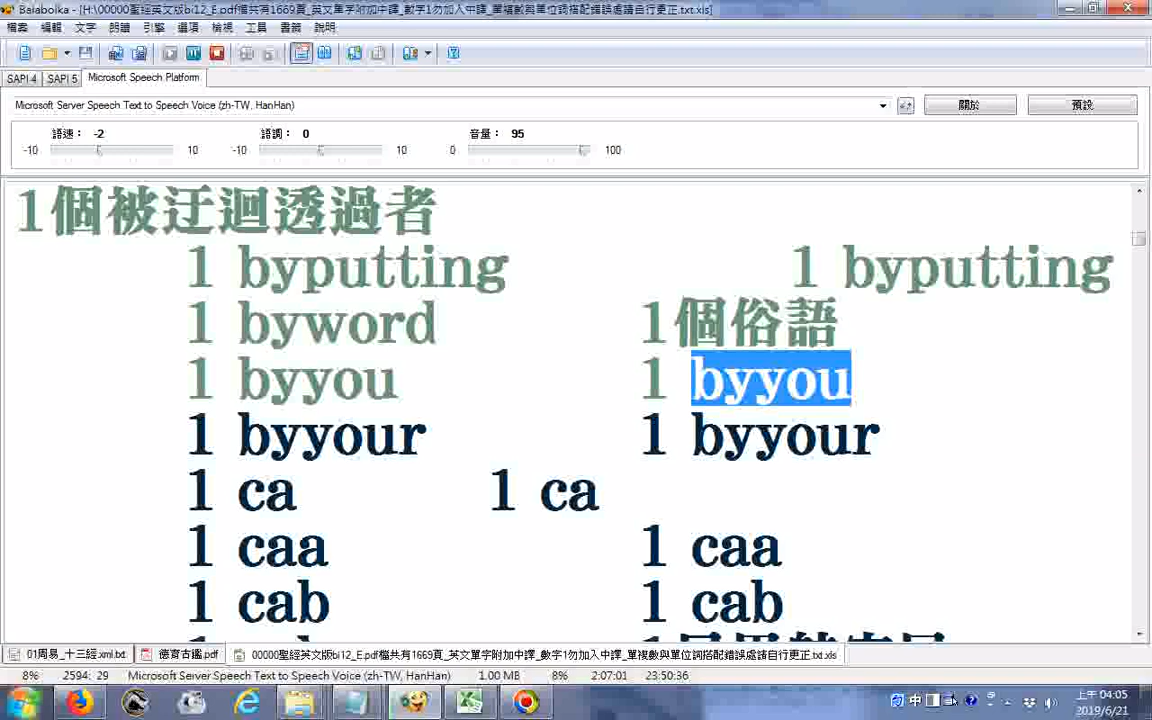 Balabolka - [H:\00000聖經英文版bi12_E.pdf檔共有1669頁_英文單字附加中譯_數字1勿加入中譯_單複數與單位詞搭配錯誤處請自行更正.txt.xls]
檔案 編輯 文字 朗讀 引擎 選項 檢視 工具 書籤 說明
SAPI 4 SAPI 5 Microsoft Speech Platform
Microsoft Server Speech Text to Speech Voice (zh-TW, HanHan) 關於 預設
語速： -2 語調： 0 音量： 95
-10 10 -10 10 0 100
1個被迂迴透過者
1 byputting 1 byputting
1 byword 1個俗語
1 byyou 1 byyou
1 byyour 1 byyour
1 ca 1 ca
1 caa 1 caa
1 cab 1 cab
01周易_十三經.xml.txt 德育古鑑.pdf 00000聖經英文版bi12_E.pdf檔共有1669頁_英文單字附加中譯_數字1勿加入中譯_單複數與單位詞搭配錯誤處請自行更正.txt.xls
8% 2594: 29 Microsoft Server Speech Text to Speech Voice (zh-TW, HanHan) 1.00 MB 8% 2:07:01 23:50:36
中 上午 04:05
2019/6/21